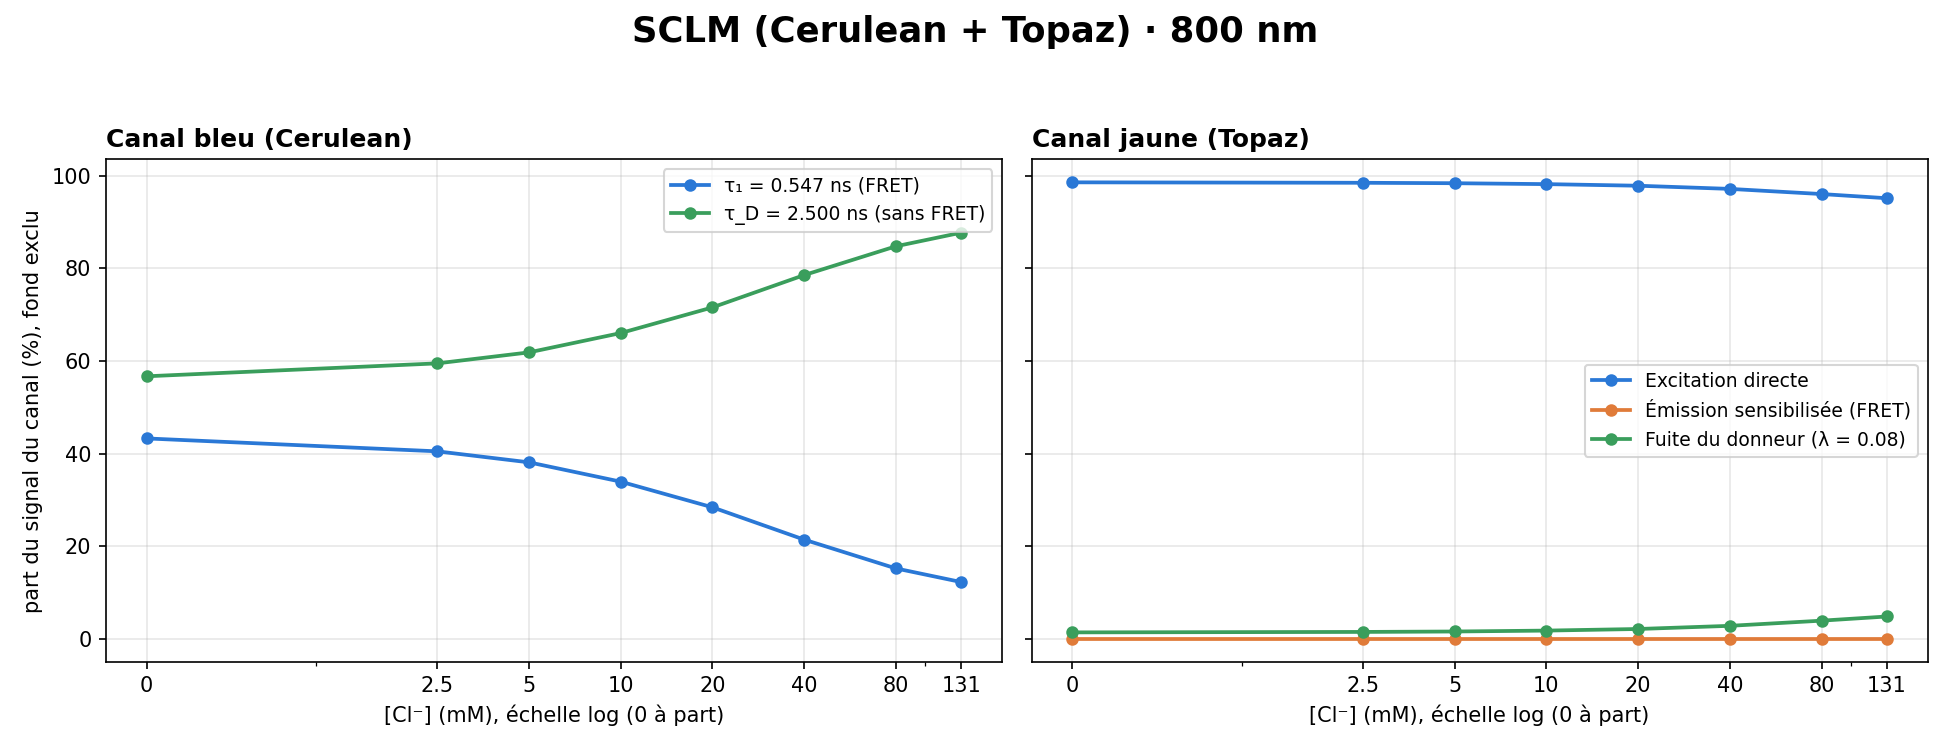 SCLM (Cerulean + Topaz) · 800 nm
Canal bleu (Cerulean)
part du signal du canal (%), fond exclu
100
80
60
40
20
0
τ₁ = 0.547 ns (FRET)
τ_D = 2.500 ns (sans FRET)
0 2.5 5 10 20 40 80 131
[Cl⁻] (mM), échelle log (0 à part)
Canal jaune (Topaz)
Excitation directe
Émission sensibilisée (FRET)
Fuite du donneur (λ = 0.08)
0 2.5 5 10 20 40 80 131
[Cl⁻] (mM), échelle log (0 à part)